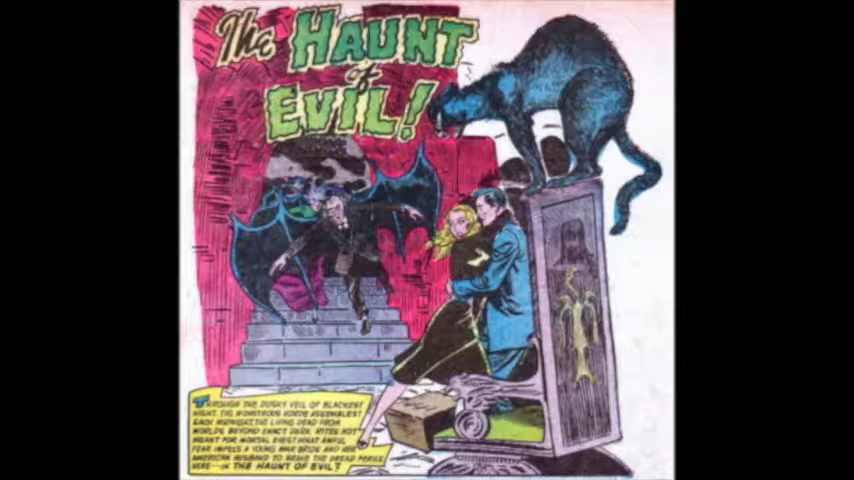 The HAUNT
of
EVIL!
THROUGH THE DUSKY VEIL OF BLACKEST
NIGHT, THE MONSTROUS HORDE ASSEMBLES!
EACH MIDNIGHT, THE LIVING DEAD FROM
WORLDS BEYOND ENACT DARK RITES NOT
MEANT FOR MORTAL EYES! WHAT AWFUL
FEAR IMPELS A YOUNG WAR BRIDE AND HER
AMERICAN HUSBAND TO BRAVE THE DREAD PERILS
HERE--IN THE HAUNT OF EVIL?